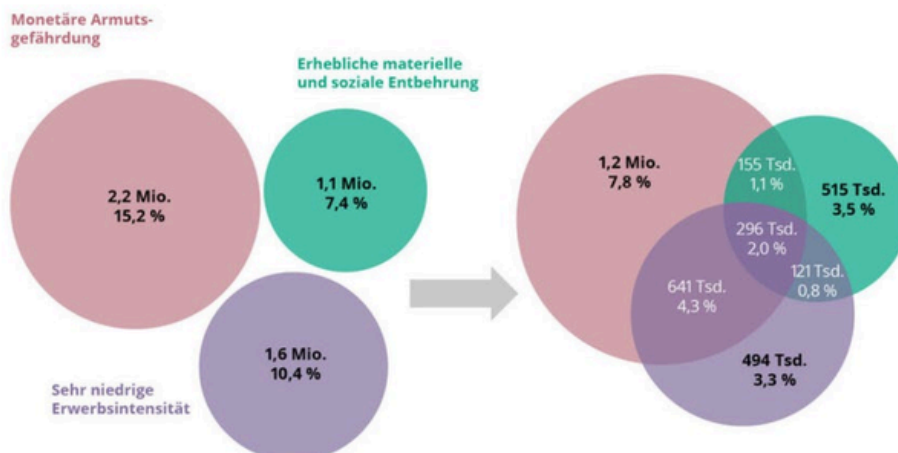 Monetäre Armuts-
gefährdung
Erhebliche materielle
und soziale Entbehrung
2,2 Mio.
15,2 %
1,1 Mio.
7,4 %
1,6 Mio.
10,4 %
Sehr niedrige
Erwerbsintensität
1,2 Mio.
7,8 %
155 Tsd.
1,1 %
515 Tsd.
3,5 %
296 Tsd.
2,0 %
121 Tsd.
0,8 %
641 Tsd.
4,3 %
494 Tsd.
3,3 %